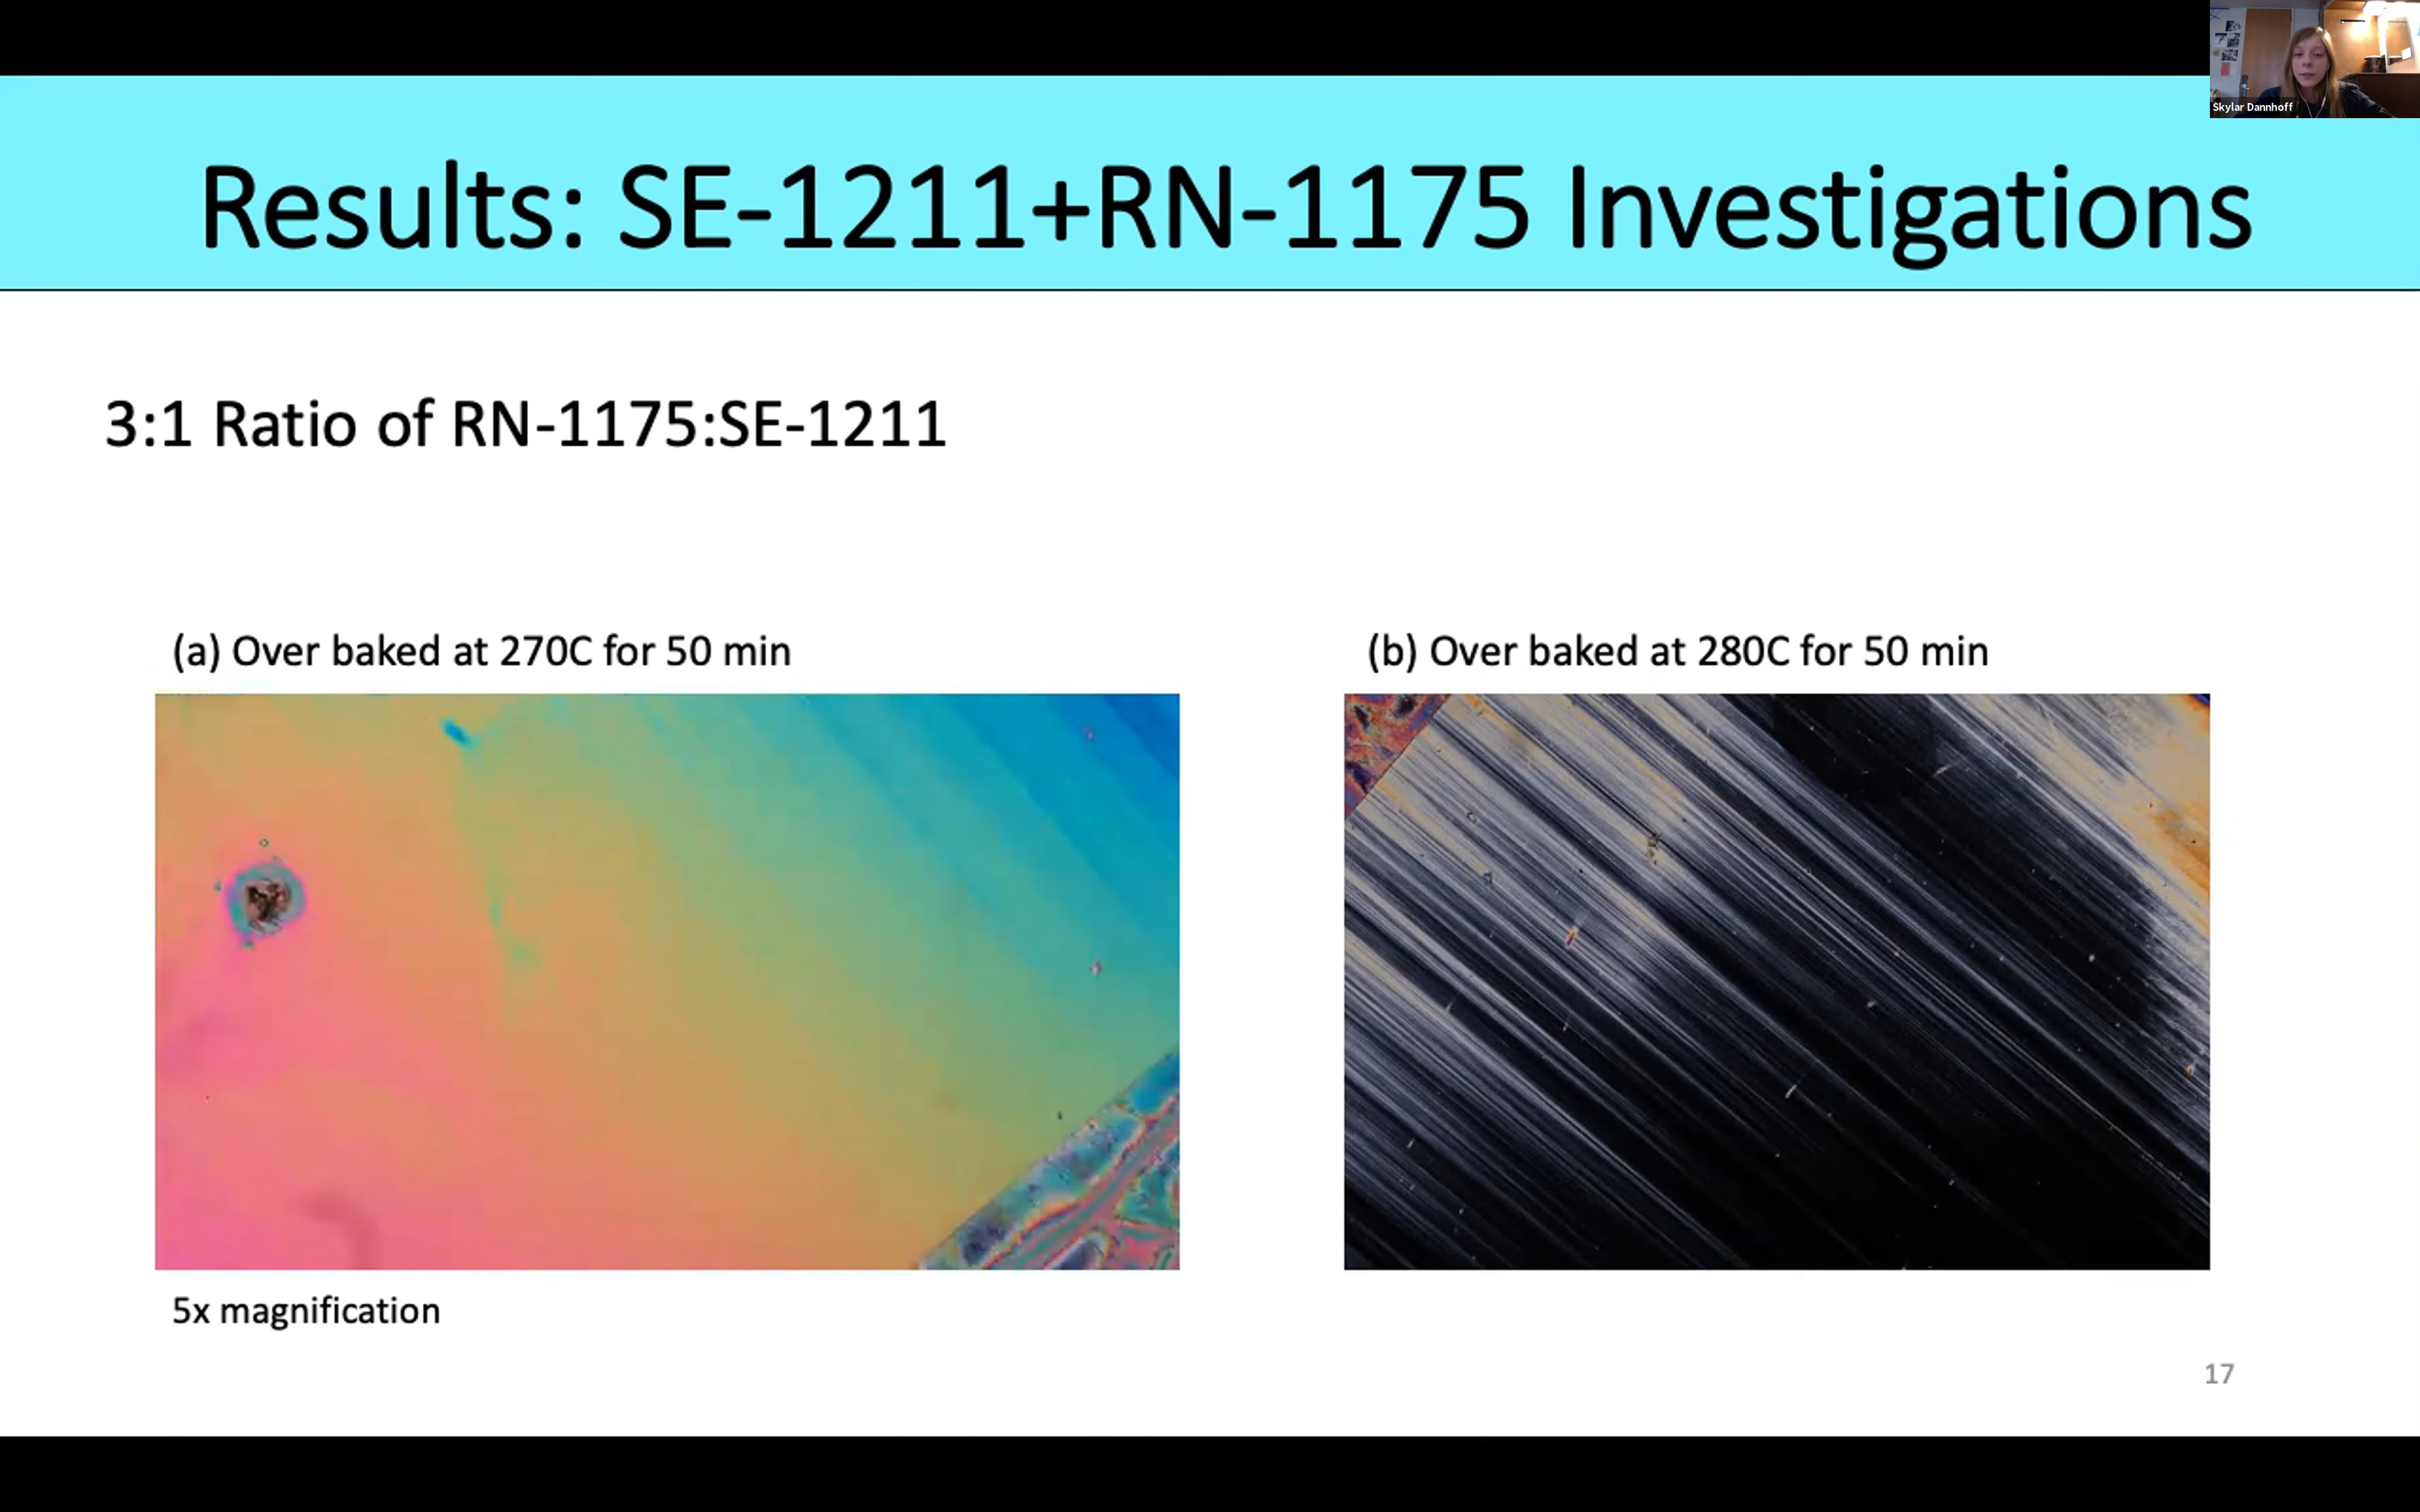 Skylar Dannhoff
Results: SE-1211+RN-1175 Investigations
3:1 Ratio of RN-1175:SE-1211
(a) Over baked at 270C for 50 min
(b) Over baked at 280C for 50 min
5x magnification
17